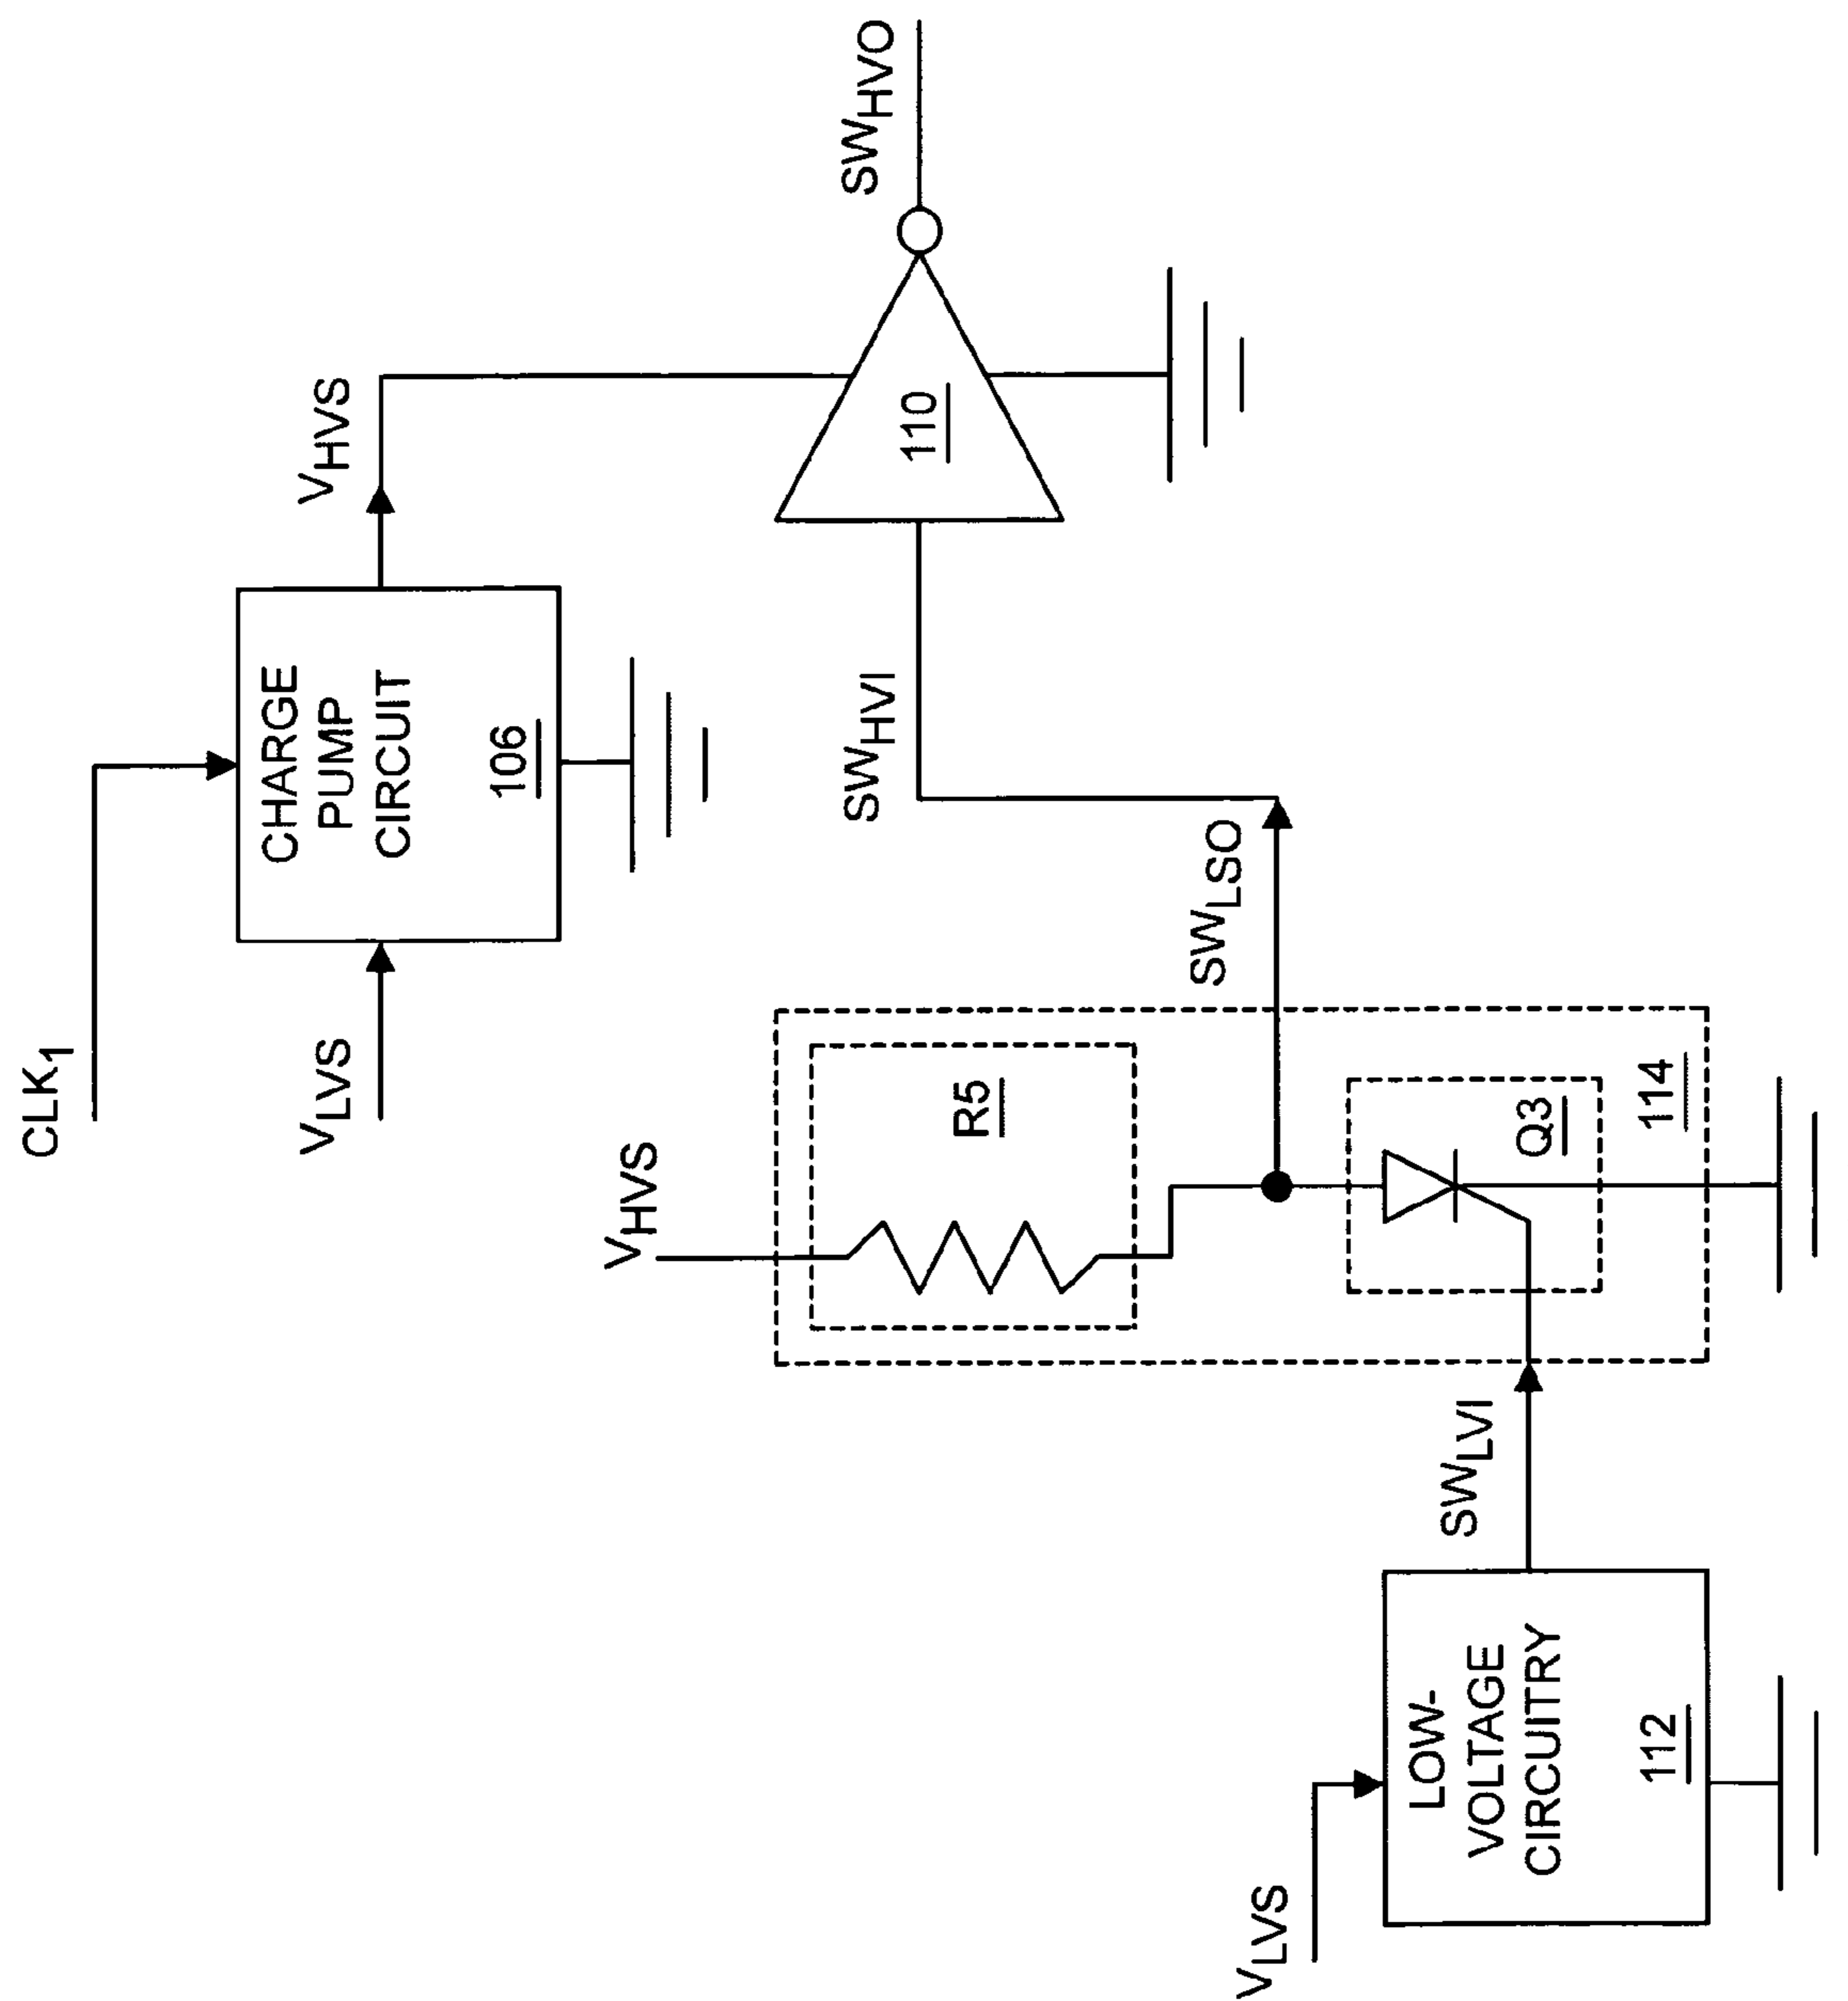 CLK1
VLVS
CHARGE
PUMP
CIRCUIT
106
VHVS
VHVS
R5
SWHVI
110
SWHVO
SWLSO
Q3
114
VLVS
LOW-
VOLTAGE
CIRCUITRY
112
SWLVI